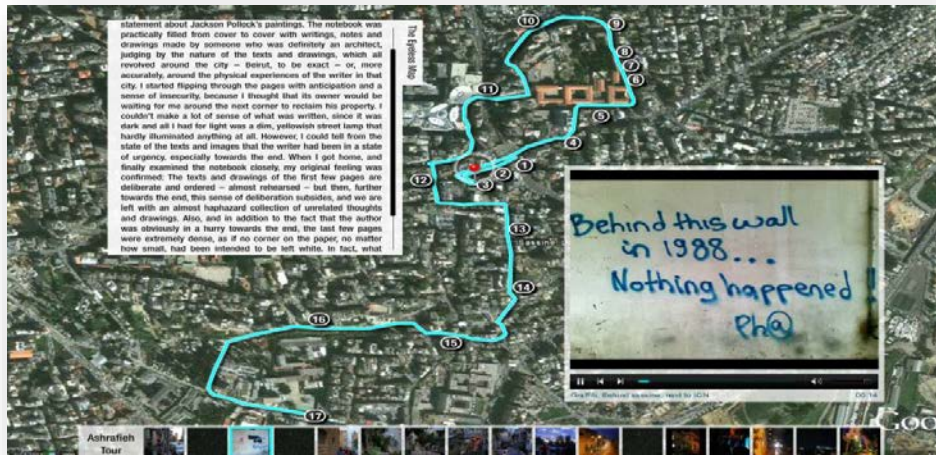 statement about Jackson Pollock's paintings. The notebook was
practically filled from cover to cover with writings, notes and
drawings made by someone who was definitely an architect,
judging by the nature of the texts and drawings, which all
revolved around the city – Beirut, to be exact – or, more
accurately, around the physical experiences of the writer in that
city. I started flipping through the pages with anticipation and a
sense of insecurity, because I thought that its owner would be
waiting for me around the next corner to reclaim his property. I
couldn't make a lot of sense of what was written, since it was
dark and all I had for light was a dim, yellowish street lamp that
hardly illuminated anything at all. However, I could tell from the
state of the texts and images that the writer had been in a state
of urgency, especially towards the end. When I got home, and
finally examined the notebook closely, my original feeling was
confirmed: The texts and drawings of the first few pages are
deliberate and ordered – almost rehearsed – but then, further
towards the end, this sense of deliberation subsides, and we are
left with an almost haphazard collection of unrelated thoughts
and drawings. Also, and in addition to the fact that the author
was obviously in a hurry towards the end, the last few pages
were extremely dense, as if no corner on the paper, no matter
how small, had been intended to be left white. In fact, what
The Eyeless Map
10
9
8
7
6
11
5
4
1
2
3
12
13
14
16
15
17
Behind this wall
in 1988...
Nothing happened !
Ph@
next to
00:14
Goo
Ashrafieh
Tour